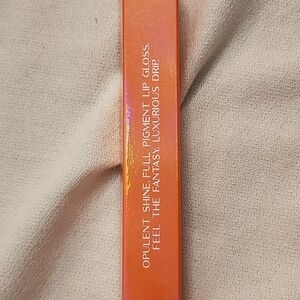 OPULENT SHINE. FULL PIGMENT LIP GLOSS.
FEEL THE FANTASY. LUXURIOUS DRIP.